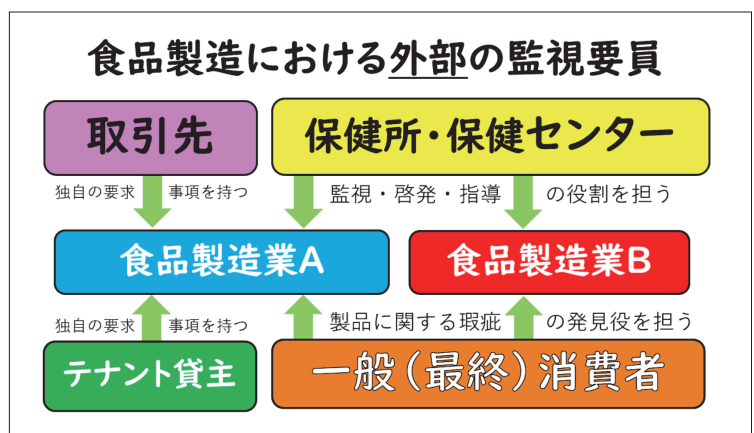 食品製造における外部の監視要員
取引先
保健所・保健センター
独自の要求 事項を持つ
監視・啓発・指導 の役割を担う
食品製造業A
食品製造業B
独自の要求 事項を持つ
製品に関する瑕疵 の発見役を担う
テナント貸主
一般(最終)消費者